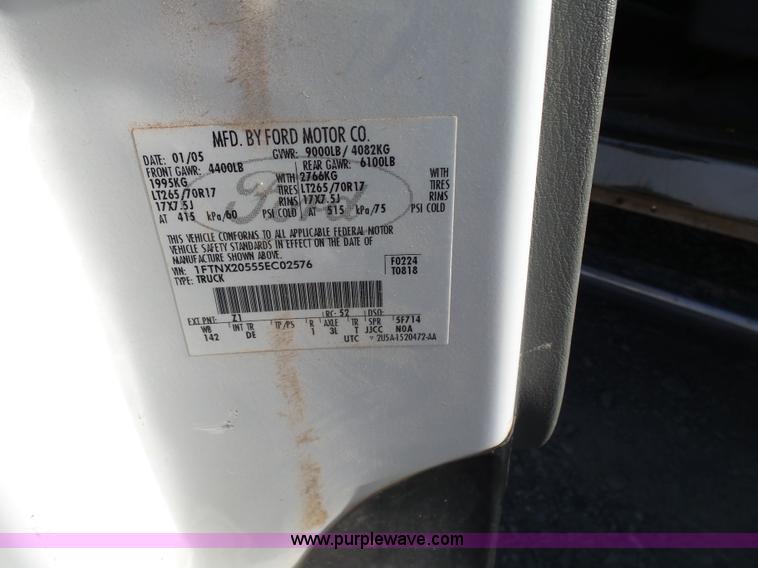 MFD. BY FORD MOTOR CO.
DATE: 01/05 GVWR: 9000LB/ 4082KG
FRONT GAWR: 4400LB REAR GAWR: 6100LB
1995KG WITH 2766KG WITH
LT265/70R17 TIRES LT265/70R17 TIRES
17X7.5J RIMS 17X7.5J RIMS
AT 415 kPa/60 PSI COLD AT 515 kPa/75 PSI COLD
Ford
THIS VEHICLE CONFORMS TO ALL APPLICABLE FEDERAL MOTOR
VEHICLE SAFETY STANDARDS IN EFFECT ON THE DATE OF
MANUFACTURE SHOWN ABOVE.
VIN: 1FTNX20555EC02576 F0224
TYPE: TRUCK T0818
EXT PNT: Z1 RC: 52 DSO:
WB INT TR TP/PS R AXLE TR SPR 5F714
142 DE 1 3L T JJCC NOA
UTC 2U5A-1520472-AA
www.purplewave.com